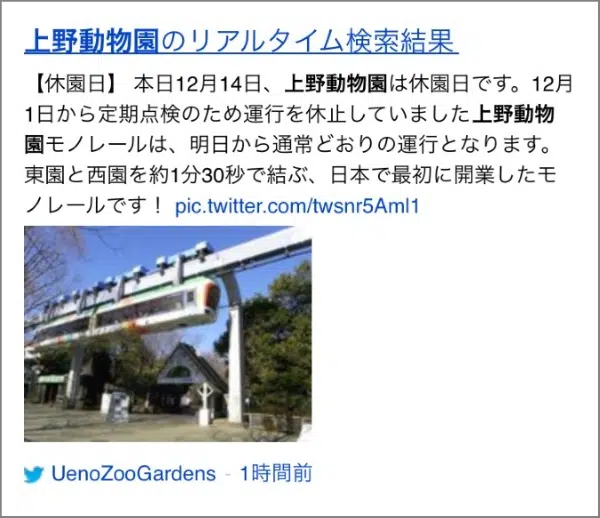 上野動物園のリアルタイム検索結果
【休園日】 本日12月14日、上野動物園は休園日です。12月
1日から定期点検のため運行を休止していました上野動物
園モノレールは、明日から通常どおりの運行となります。
東園と西園を約1分30秒で結ぶ、日本で最初に開業したモ
ノレールです！ pic.twitter.com/twsnr5Aml1
UenoZooGardens - 1時間前